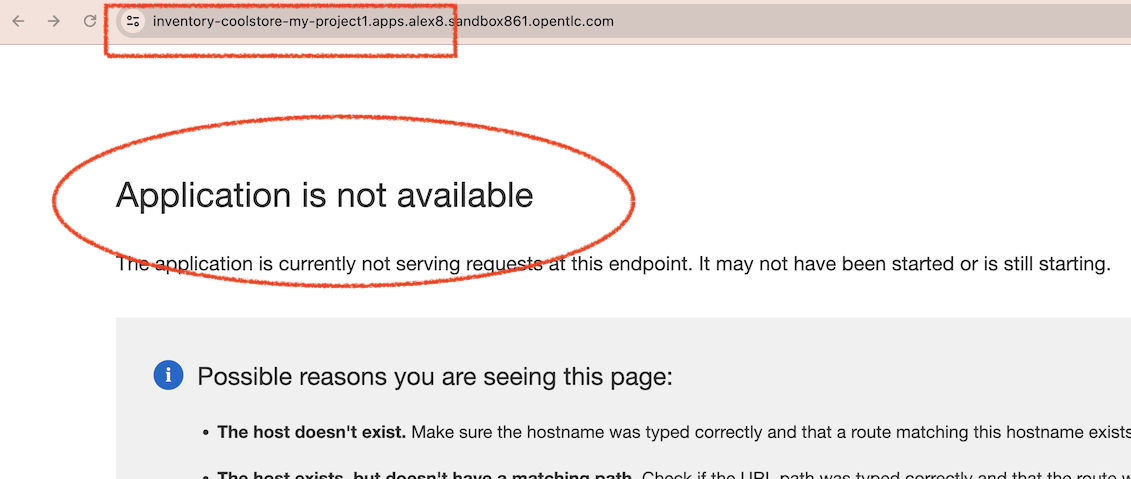 inventory-coolstore-my-project1.apps.alex8.sandbox861.opentlc.com
Application is not available
The application is currently not serving requests at this endpoint. It may not have been started or is still starting.
Possible reasons you are seeing this page:
• The host doesn't exist. Make sure the hostname was typed correctly and that a route matching this hostname exists
• The host exists, but doesn't have a matching path. Check if the URL path was typed correctly and that the route